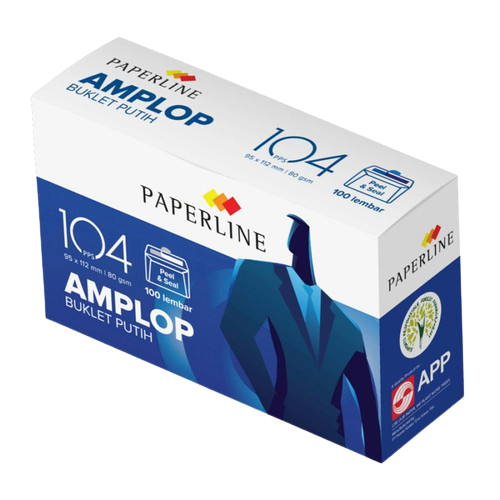 PAPERLINE
AMPLOP
BUKLET PUTIH
104 PPS
95 x 112 mm | 80 gsm
Peel
& Seal
100 lembar
PAPERLINE
104 PPS
95 x 112 mm | 80 gsm
Peel
& Seal
100 lembar
AMPLOP
BUKLET PUTIH
PAPERLINE
APP